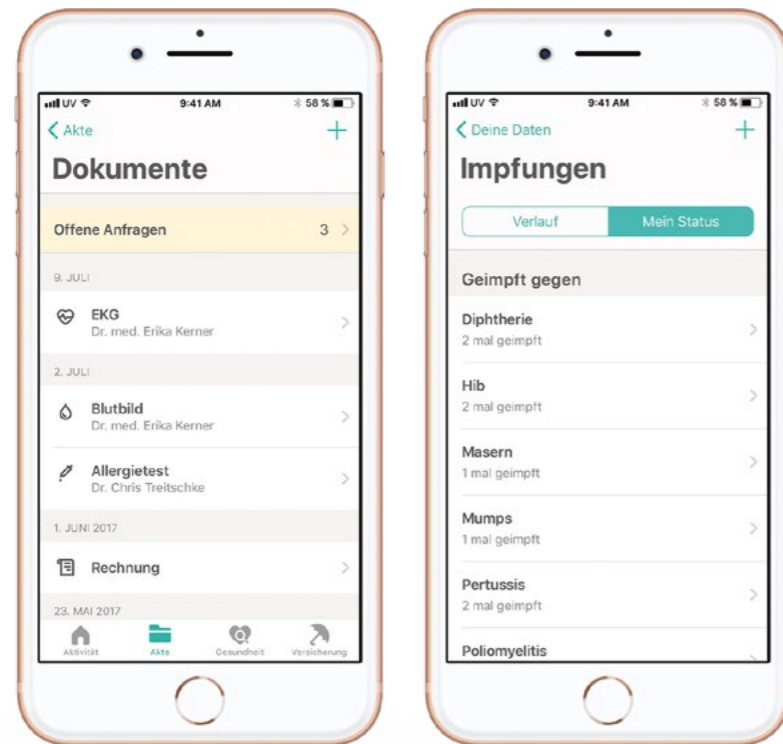 UV 9:41 AM 58 %
Akte
Dokumente
Offene Anfragen 3
9. JULI
EKG
Dr. med. Erika Kerner
2. JULI
Blutbild
Dr. med. Erika Kerner
Allergietest
Dr. Chris Treitschke
1. JUNI 2017
Rechnung
23. MAI 2017
Aktivität Akte Gesundheit Versicherung
UV 9:41 AM 58 %
Deine Daten
Impfungen
Verlauf Mein Status
Geimpft gegen
Diphtherie
2 mal geimpft
Hib
2 mal geimpft
Masern
1 mal geimpft
Mumps
1 mal geimpft
Pertussis
2 mal geimpft
Poliomyelitis